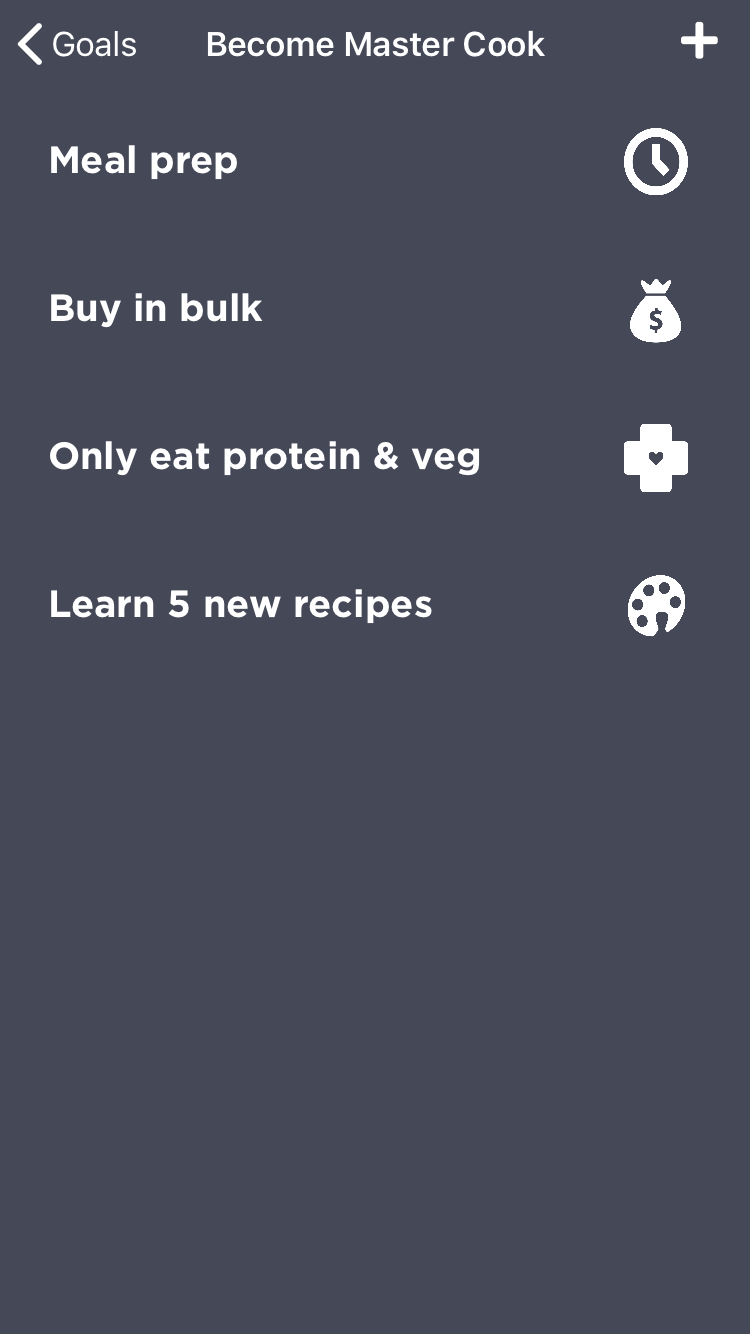 Goals
Become Master Cook
Meal prep
Buy in bulk
$
Only eat protein & veg
Learn 5 new recipes